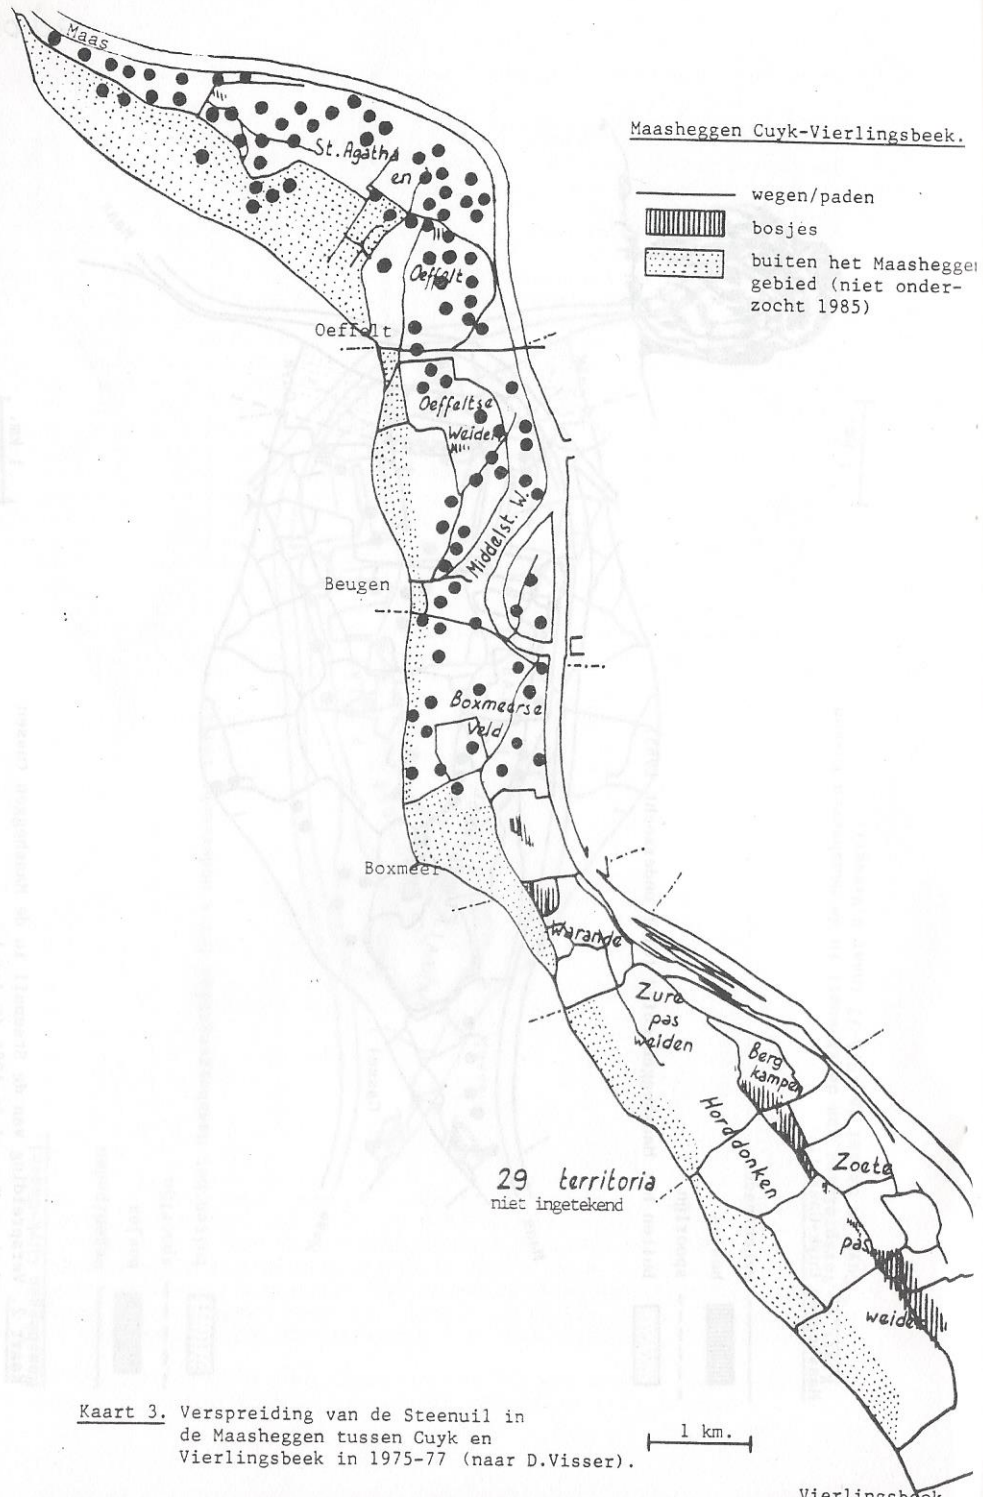 Maas
Maasheggen Cuyk-Vierlingsbeek.
wegen/paden
bosjes
buiten het Maasheggen
gebied (niet onder-
zocht 1985)
St. Agatha
en
Oeffelt
Oeffelt
Oeffeltse
Weiden
Middelst. W.
Beugen
Boxmeerse
Veld
Boxmeer
Warande
Zure
pas
weiden
Berg
kampen
Hord donken
Zoete
pas
weiden
29 territoria
niet ingetekend
Kaart 3. Verspreiding van de Steenuil in
de Maasheggen tussen Cuyk en
Vierlingsbeek in 1975-77 (naar D.Visser).
1 km.
Vierlingsbeek